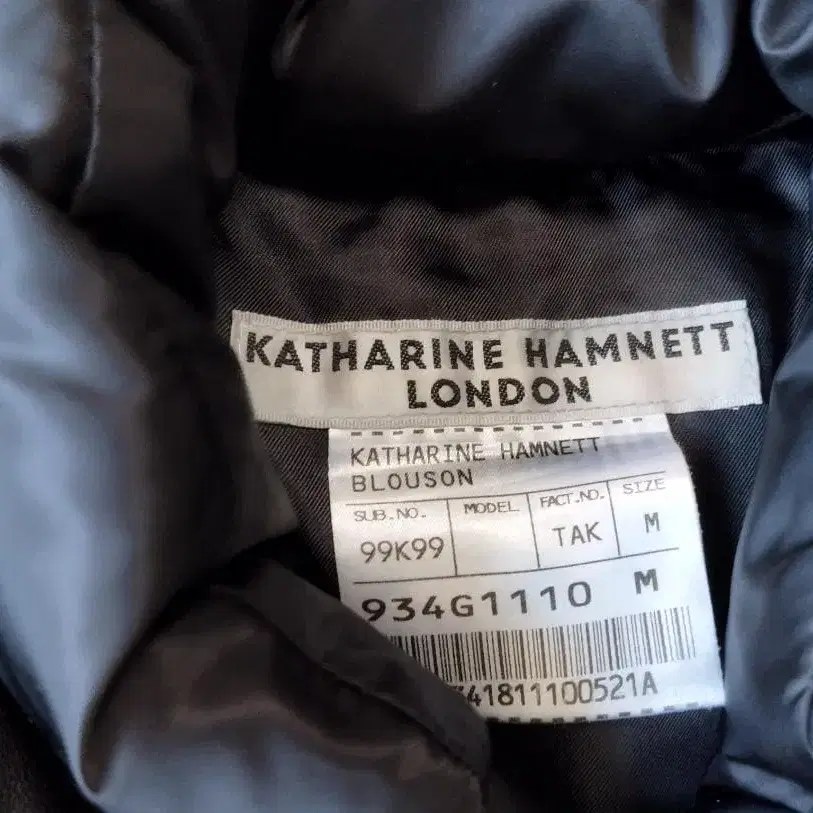 KATHARINE HAMNETT
LONDON
KATHARINE HAMNETT
BLOUSON
SUB.NO. MODEL FACT.NO. SIZE
99K99 TAK M
934G1110 M
41811100521A